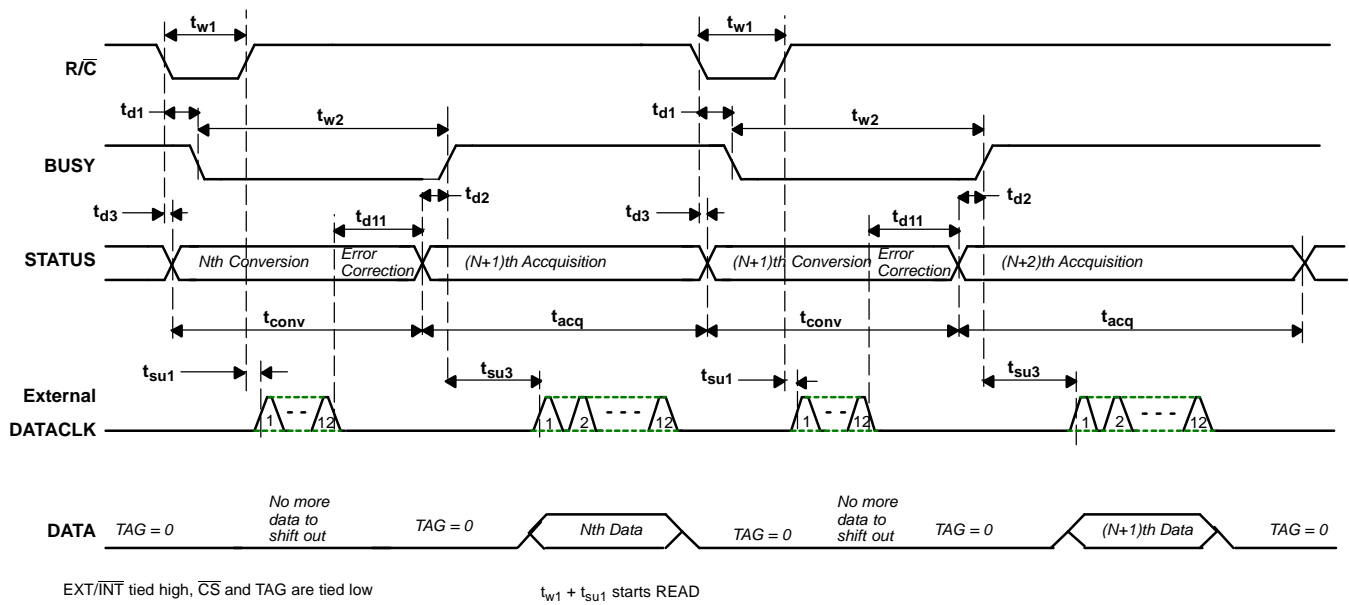 tw1
tw1
R/C̅
td1
tw2
td1
tw2
BUSY
td2
td2
td3
td11
td3
td11
STATUS
Nth Conversion
Error
Correction
(N+1)th Accquisition
(N+1)th Conversion
Error
Correction
(N+2)th Acquisition
tconv
tacq
tconv
tacq
tsu1
tsu3
tsu1
tsu3
External
DATACLK
1 - - 12
1 2 - - - 12
1 - - 12
1 2 - - - 12
DATA
TAG = 0
No more
data to
shift out
TAG = 0
Nth Data
TAG = 0
No more
data to
shift out
TAG = 0
(N+1)th Data
TAG = 0
EXT/I̅N̅T̅ tied high, C̅S̅ and TAG are tied low
tw1 + tsu1 starts READ